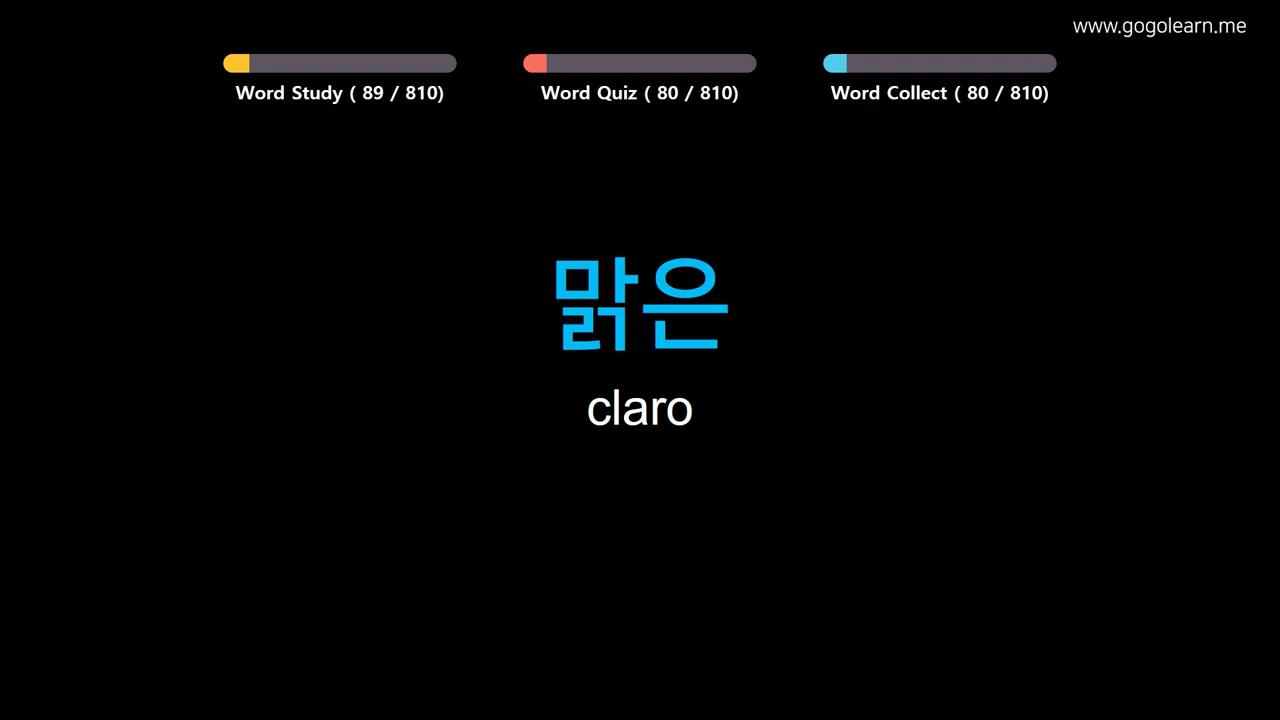 www.gogolearn.me
Word Study ( 89 / 810)
Word Quiz ( 80 / 810)
Word Collect ( 80 / 810)
맑은
claro